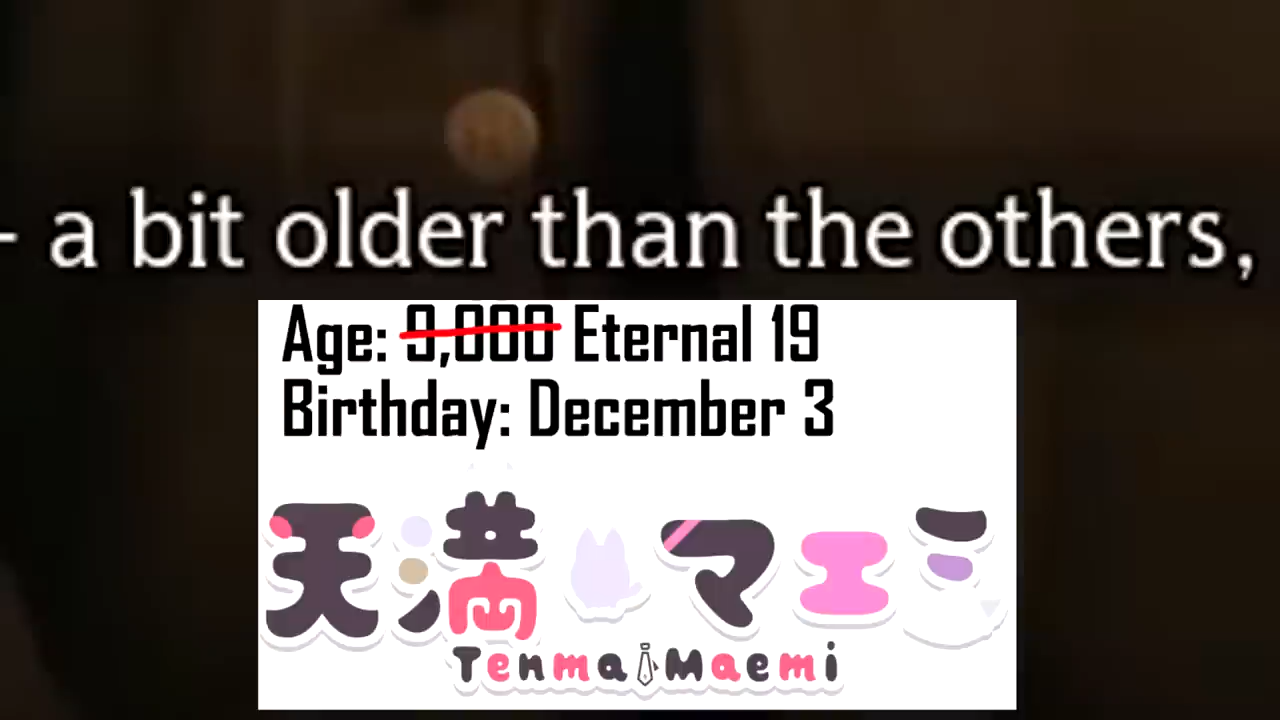 - a bit older than the others,
Age: 9,000 Eternal 19
Birthday: December 3
天満マエミ
Tenma Maemi